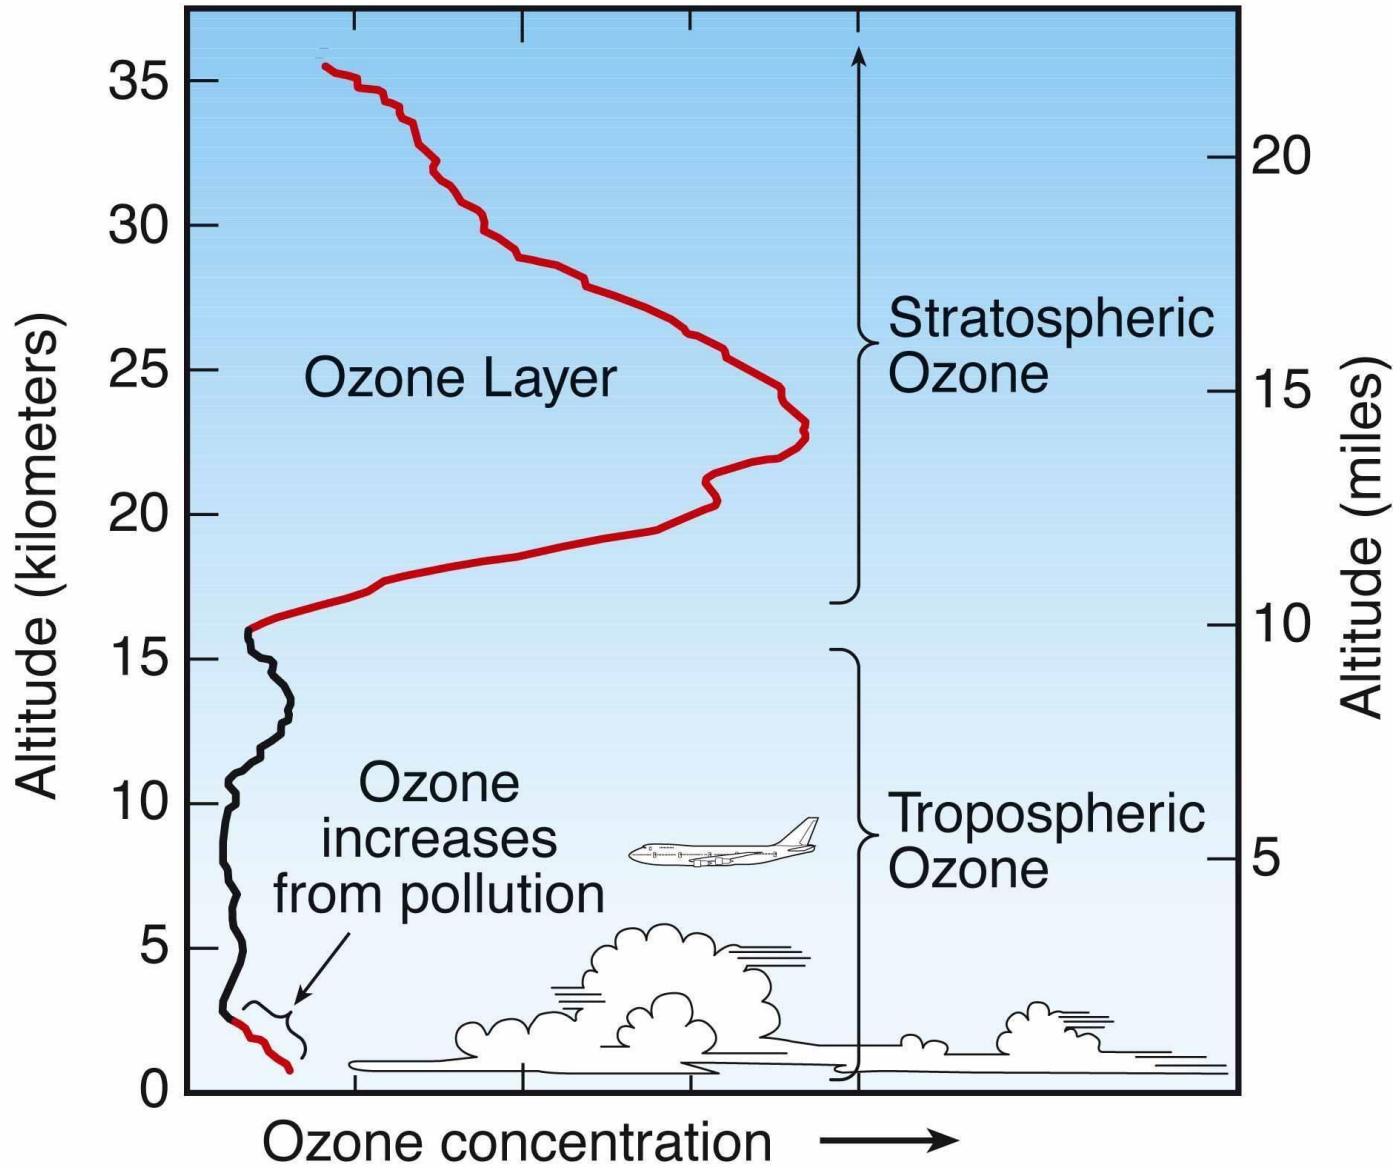 35
30
25
20
15
10
5
0
Altitude (kilometers)
Ozone Layer
Ozone
increases
from pollution
Stratospheric
Ozone
Tropospheric
Ozone
20
15
10
5
Altitude (miles)
Ozone concentration